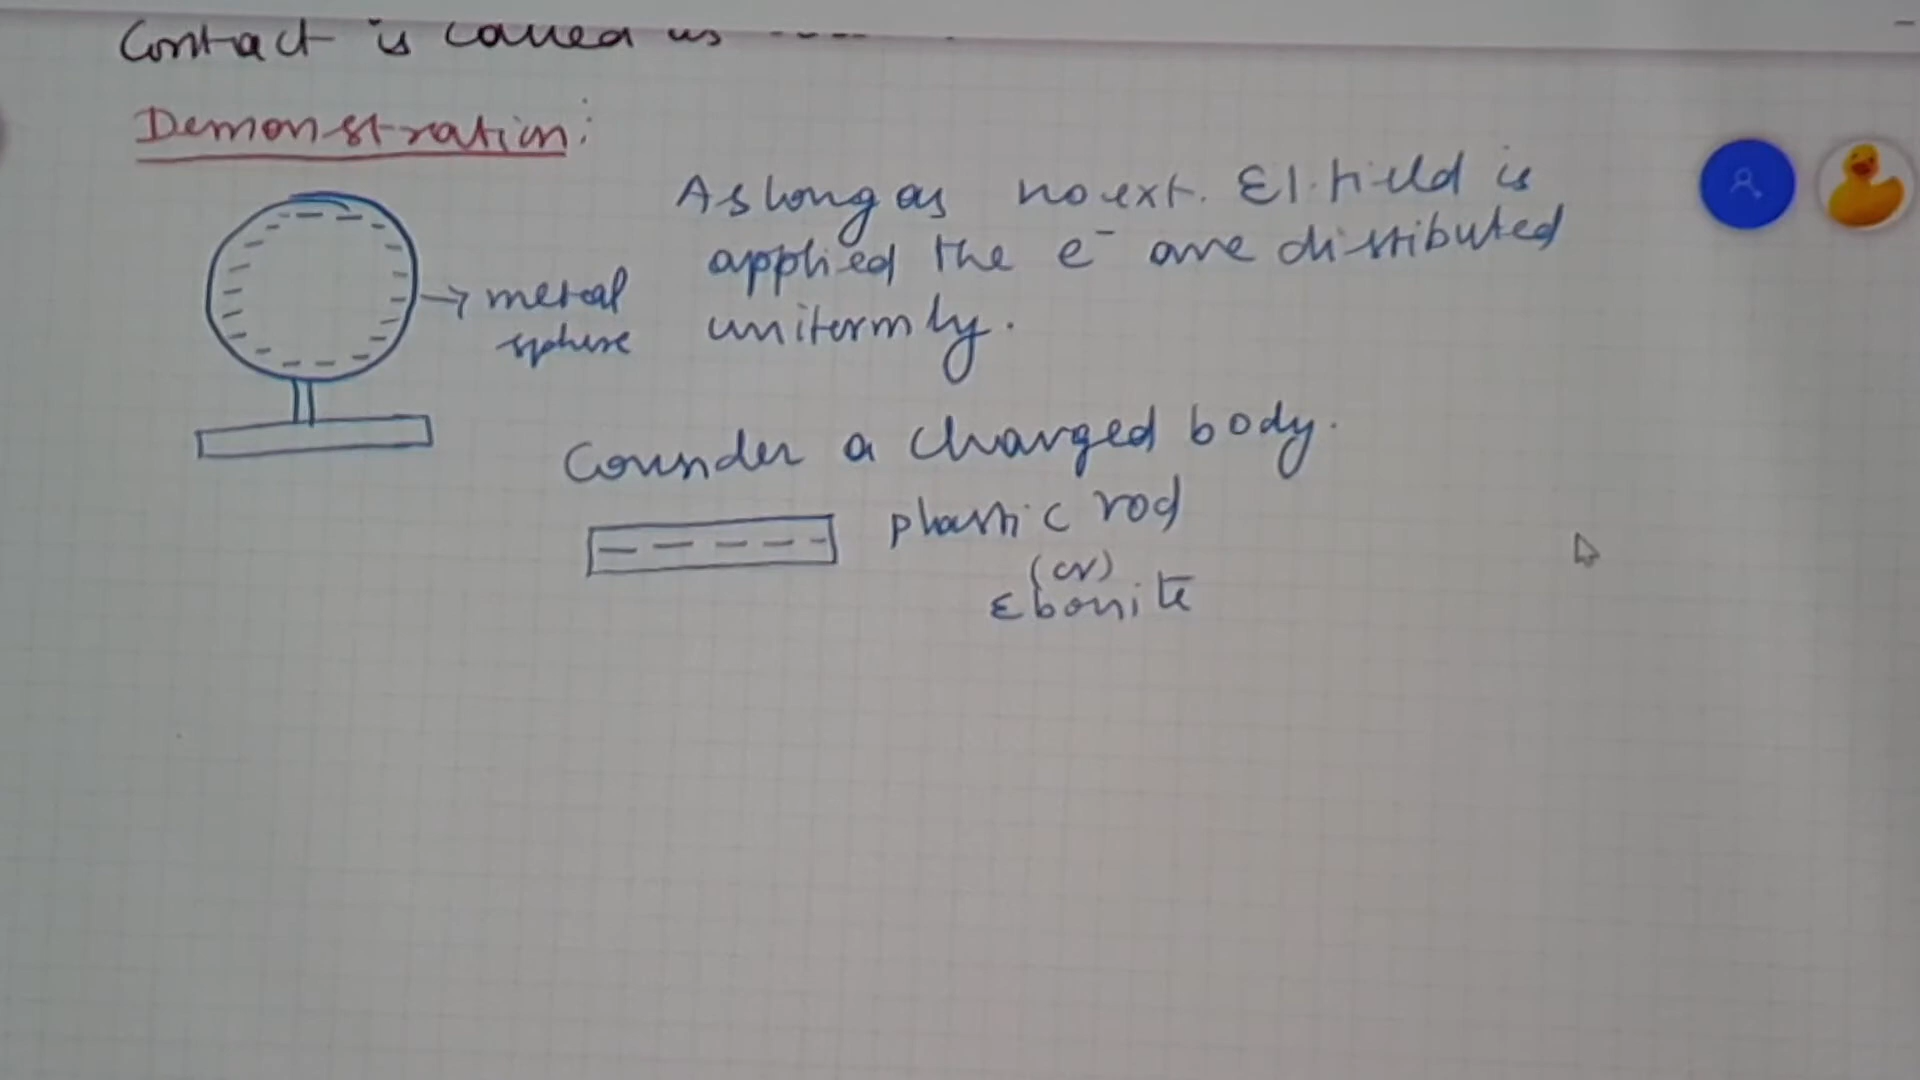 Contact is called as ----- .
Demonstration:
As long as no ext. El. field is
applied the e⁻ are distributed
uniformly.
→ metal
sphere
Consider a charged body.
plastic rod
(or)
Ebonite